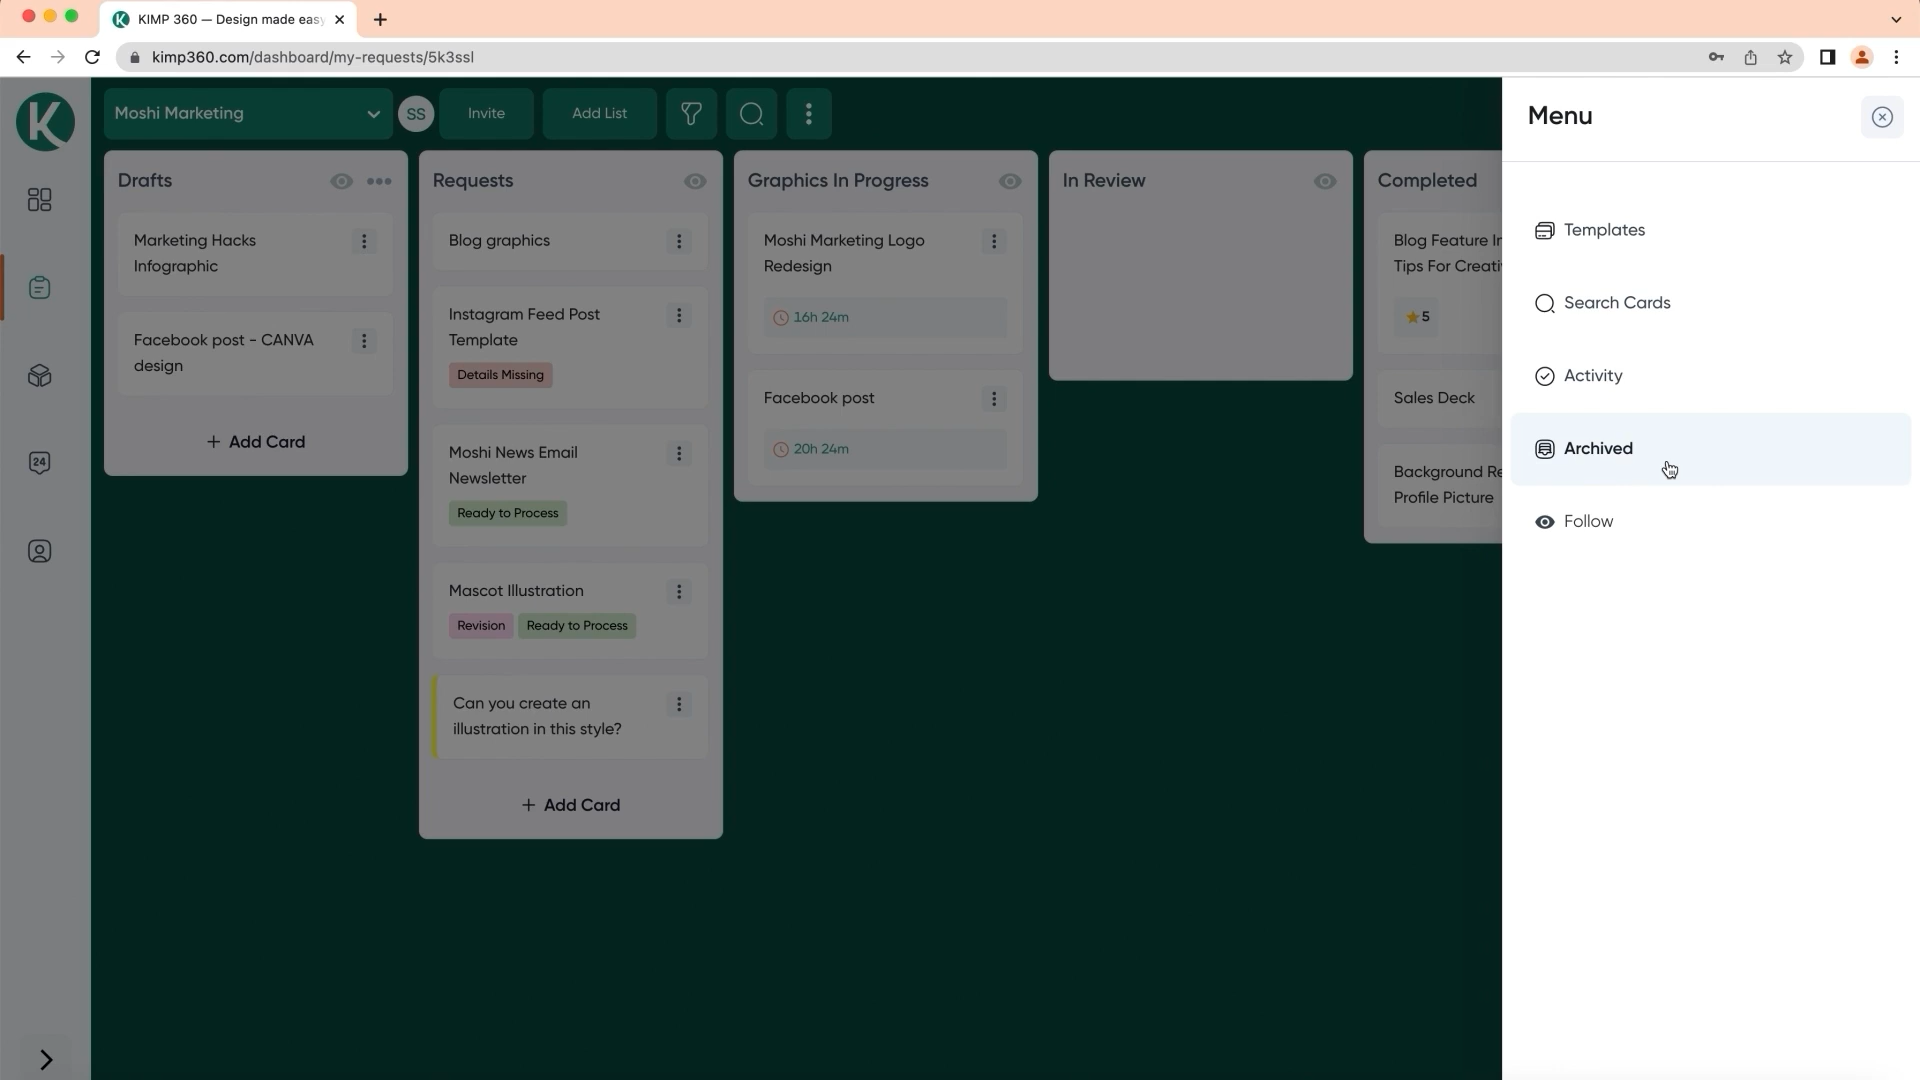 KIMP 360 — Design made easy
kimp360.com/dashboard/my-requests/5k3ssl
K
Moshi Marketing
SS
Invite
Add List
Menu
Drafts
Marketing Hacks
Infographic
Facebook post - CANVA
design
+ Add Card
Requests
Blog graphics
Instagram Feed Post
Template
Details Missing
Moshi News Email
Newsletter
Ready to Process
Mascot Illustration
Revision
Ready to Process
Can you create an
illustration in this style?
+ Add Card
Graphics In Progress
Moshi Marketing Logo
Redesign
16h 24m
Facebook post
20h 24m
In Review
Completed
Blog Feature
Tips For
5
Sales Deck
Background
Profile Picture
Templates
Search Cards
Activity
Archived
Follow
24